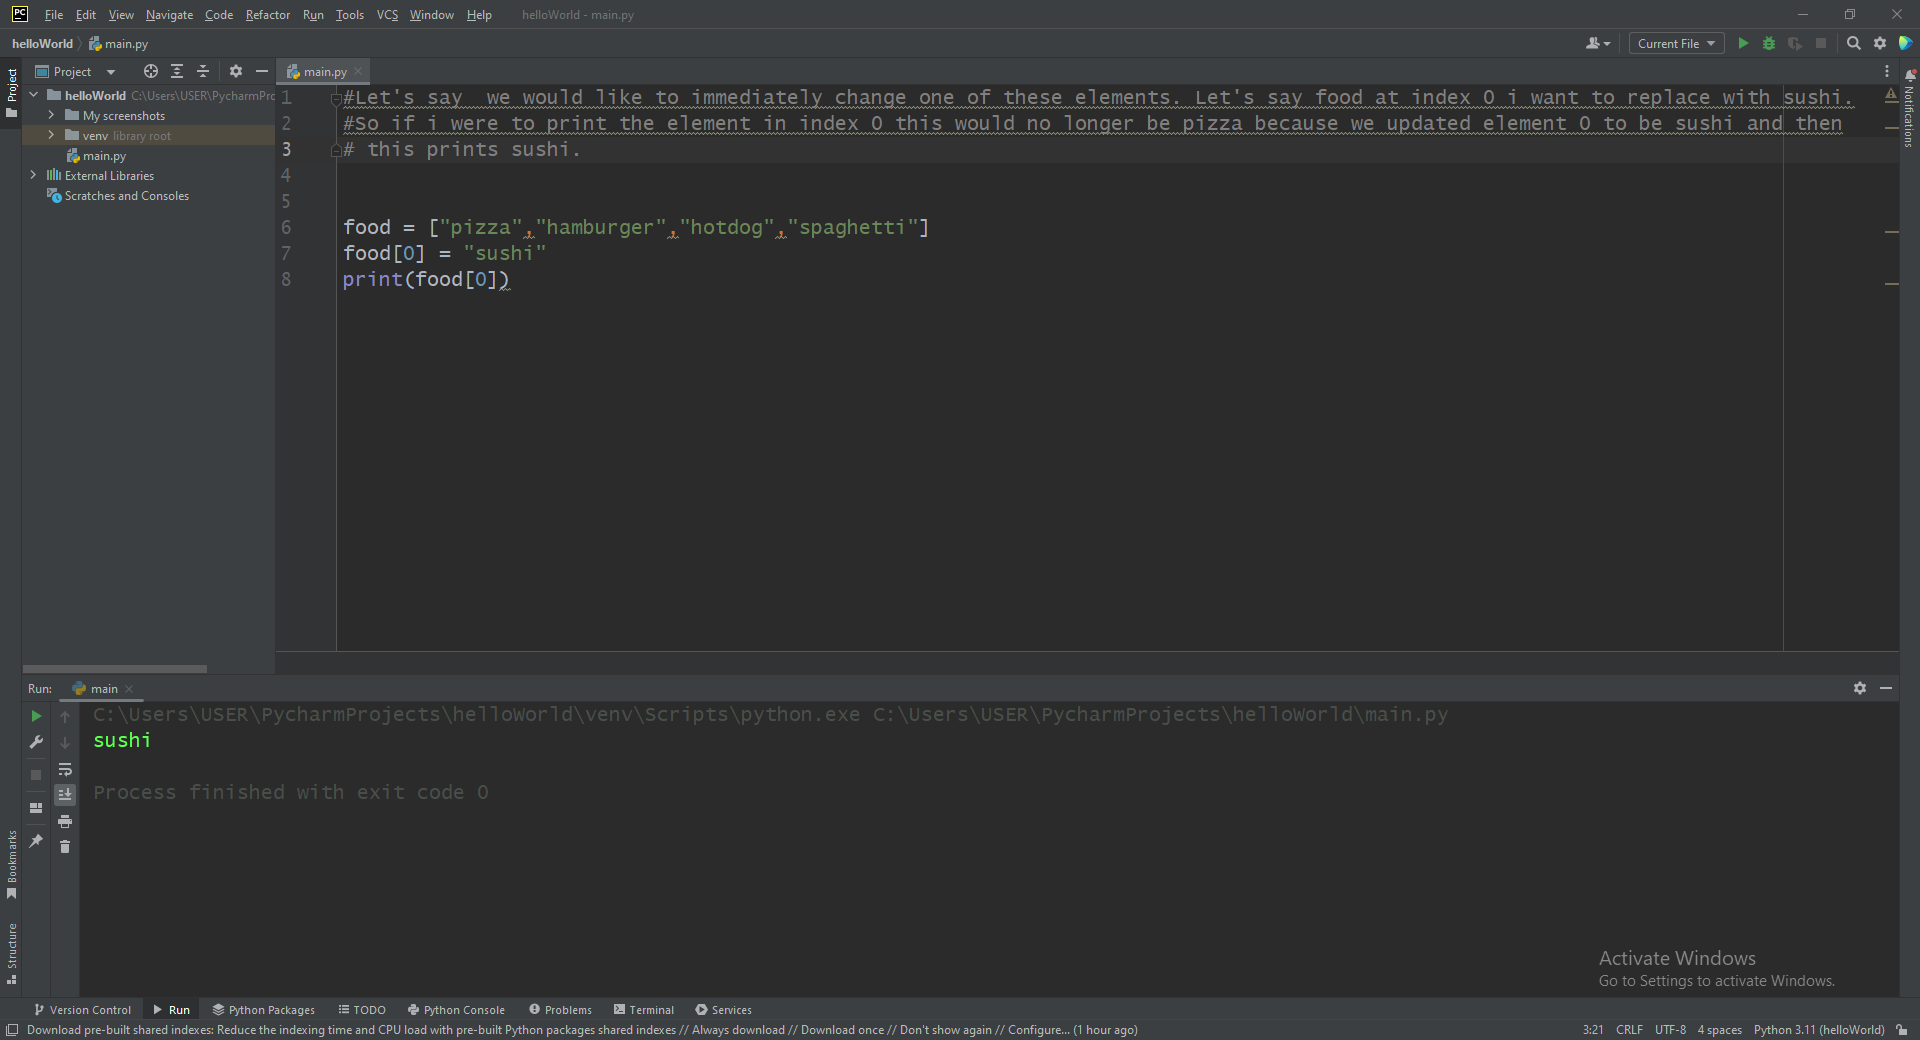 PC File Edit View Navigate Code Refactor Run Tools VCS Window Help helloWorld - main.py
helloWorld main.py Current File
Project
Project
main.py
Notifications
helloWorld C:\Users\USER\PycharmPrc
My screenshots
venv library root
main.py
External Libraries
Scratches and Consoles
1 #Let's say  we would like to immediately change one of these elements. Let's say food at index 0 i want to replace with sushi.
2 #So if i were to print the element in index 0 this would no longer be pizza because we updated element 0 to be sushi and then
3 # this prints sushi.
4
5
6 food = ["pizza","hamburger","hotdog","spaghetti"]
7 food[0] = "sushi"
8 print(food[0])
Run: main
C:\Users\USER\PycharmProjects\helloWorld\venv\Scripts\python.exe C:\Users\USER\PycharmProjects\helloWorld\main.py
sushi
Process finished with exit code 0
Bookmarks
Structure
Activate Windows
Go to Settings to activate Windows.
Version Control Run Python Packages TODO Python Console Problems Terminal Services
Download pre-built shared indexes: Reduce the indexing time and CPU load with pre-built Python packages shared indexes // Always download // Download once // Don't show again // Configure... (1 hour ago) 3:21 CRLF UTF-8 4 spaces Python 3.11 (helloWorld)